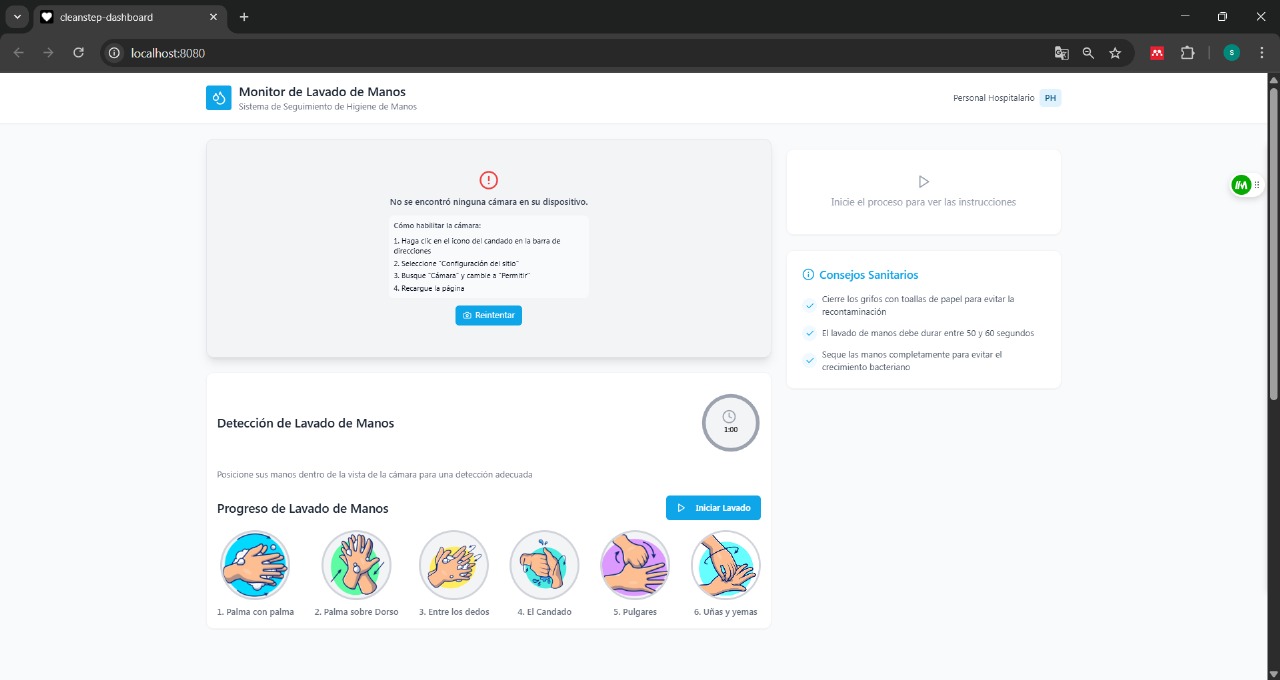 cleanstep-dashboard
localhost:8080
S
Monitor de Lavado de Manos
Sistema de Seguimiento de Higiene de Manos
Personal Hospitalario PH
No se encontró ninguna cámara en su dispositivo.
Cómo habilitar la cámara:
1. Haga clic en el icono del candado en la barra de
direcciones
2. Seleccione "Configuración del sitio"
3. Busque "Cámara" y cambie a "Permitir"
4. Recargue la página
Reintentar
Inicie el proceso para ver las instrucciones
Consejos Sanitarios
Cierre los grifos con toallas de papel para evitar la
recontaminación
El lavado de manos debe durar entre 50 y 60 segundos
Seque las manos completamente para evitar el
crecimiento bacteriano
Detección de Lavado de Manos
1:00
Posicione sus manos dentro de la vista de la cámara para una detección adecuada
Progreso de Lavado de Manos
Iniciar Lavado
1. Palma con palma
2. Palma sobre Dorso
3. Entre los dedos
4. El Candado
5. Pulgares
6. Uñas y yemas